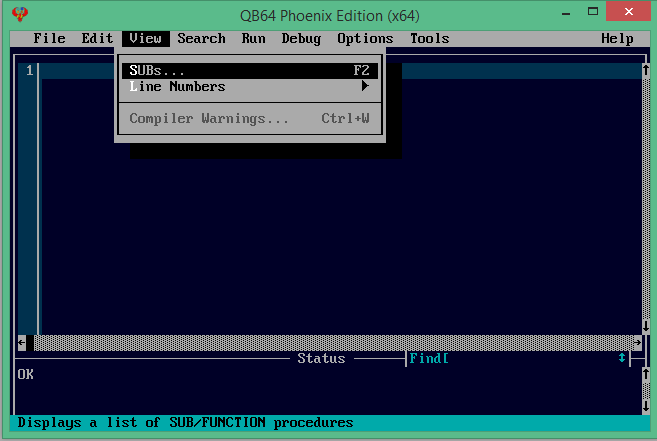 QB64 Phoenix Edition (x64)
File Edit View Search Run Debug Options Tools Help
1
SUBs... F2
Line Numbers
Compiler Warnings... Ctrl+W
Status Find[
OK
Displays a list of SUB/FUNCTION procedures